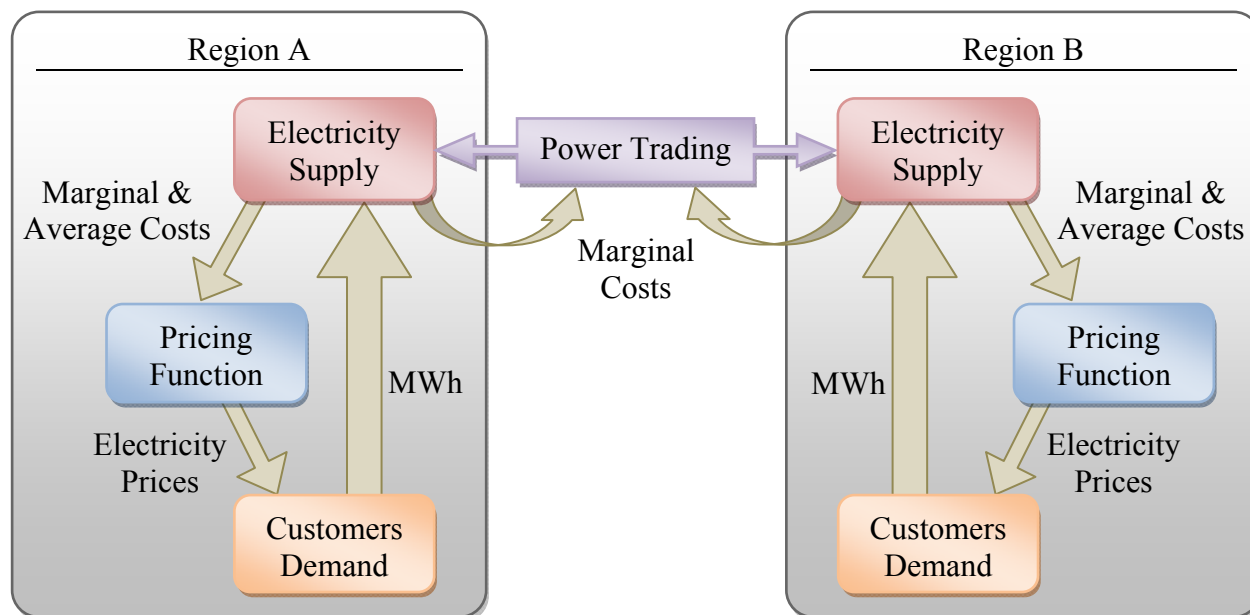 Region A
Electricity
Supply
Marginal &
Average Costs
Pricing
Function
MWh
Electricity
Prices
Customers
Demand
Power Trading
Marginal
Costs
Region B
Electricity
Supply
Marginal &
Average Costs
MWh
Pricing
Function
Electricity
Prices
Customers
Demand